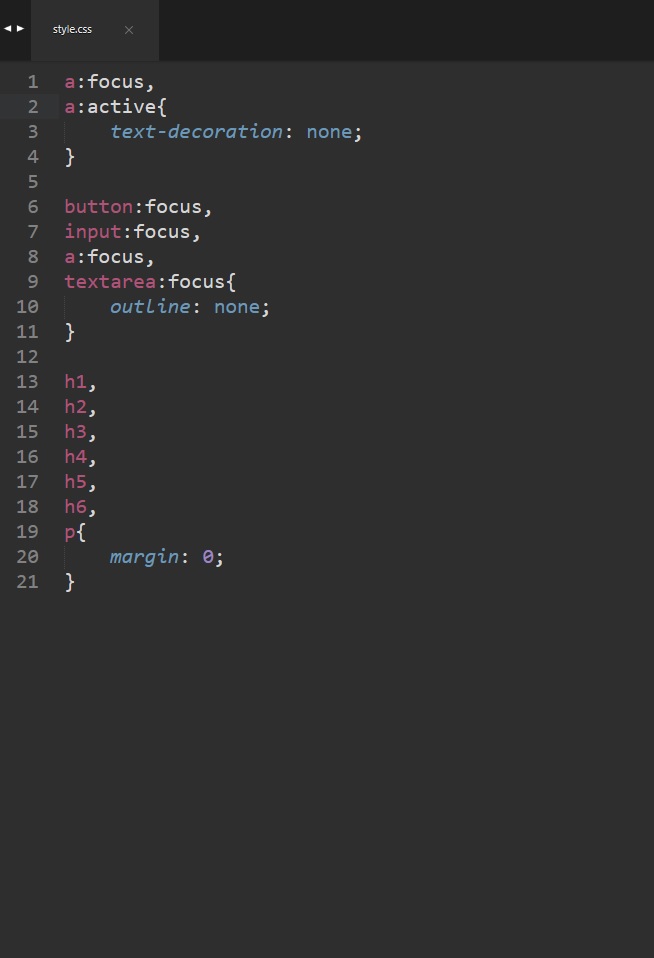 style.css ×
1 a:focus,
2 a:active{
3     text-decoration: none;
4 }
5
6 button:focus,
7 input:focus,
8 a:focus,
9 textarea:focus{
10     outline: none;
11 }
12
13 h1,
14 h2,
15 h3,
16 h4,
17 h5,
18 h6,
19 p{
20     margin: 0;
21 }